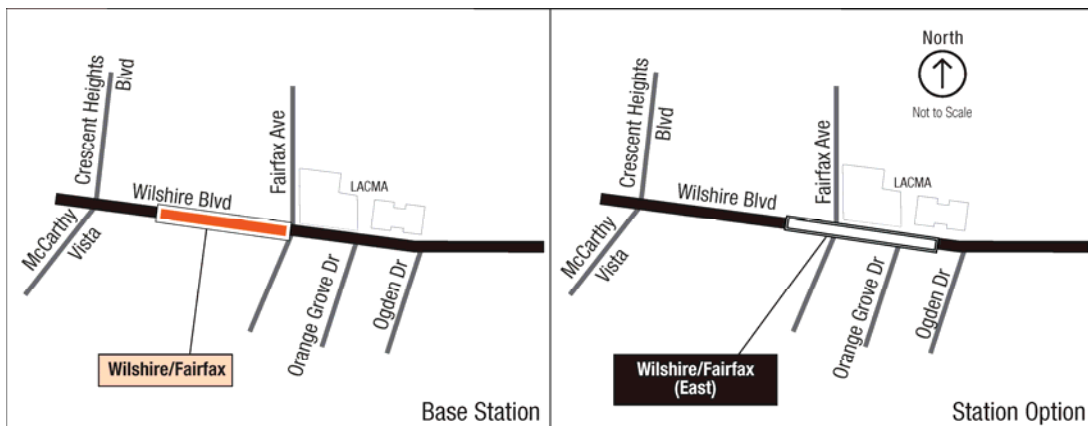 Crescent Heights
Blvd
Fairfax Ave
Wilshire Blvd
LACMA
McCarthy
Vista
Orange Grove Dr
Ogden Dr
Wilshire/Fairfax
Base Station
North
Not to Scale
Crescent Heights
Blvd
Fairfax Ave
Wilshire Blvd
LACMA
McCarthy
Vista
Orange Grove Dr
Ogden Dr
Wilshire/Fairfax
(East)
Station Option